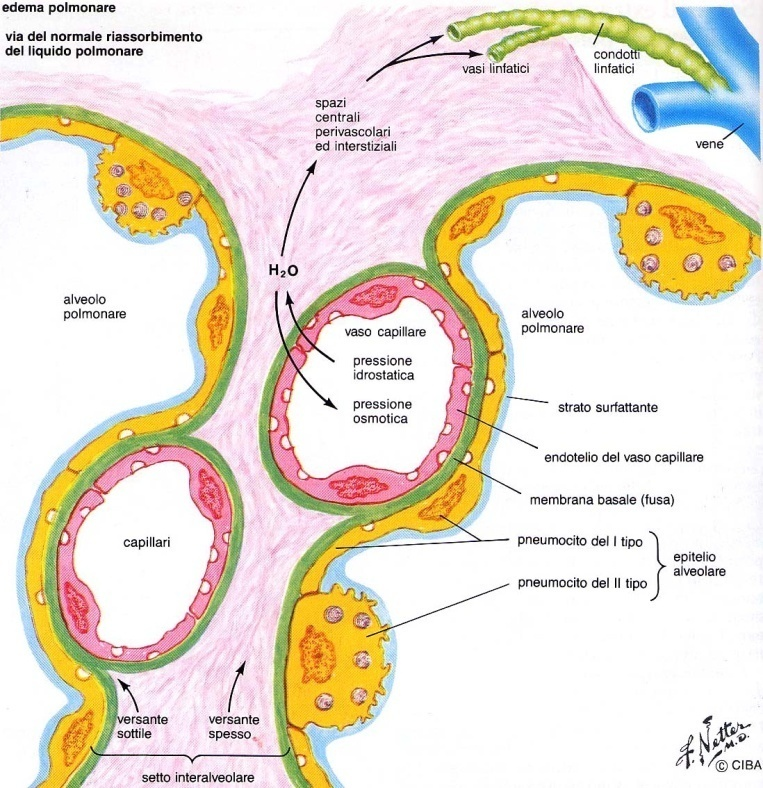 edema polmonare
via del normale riassorbimento
del liquido polmonare
vasi linfatici
condotti
linfatici
vene
spazi
centrali
perivascolari
ed interstiziali
H₂O
alveolo
polmonare
vaso capillare
pressione
idrostatica
pressione
osmotica
alveolo
polmonare
strato surfattante
endotelio del vaso capillare
membrana basale (fusa)
pneumocito del I tipo
pneumocito del II tipo
epitelio
alveolare
capillari
versante
sottile
versante
spesso
setto interalveolare
F. Netter
M.D.
© CIBA